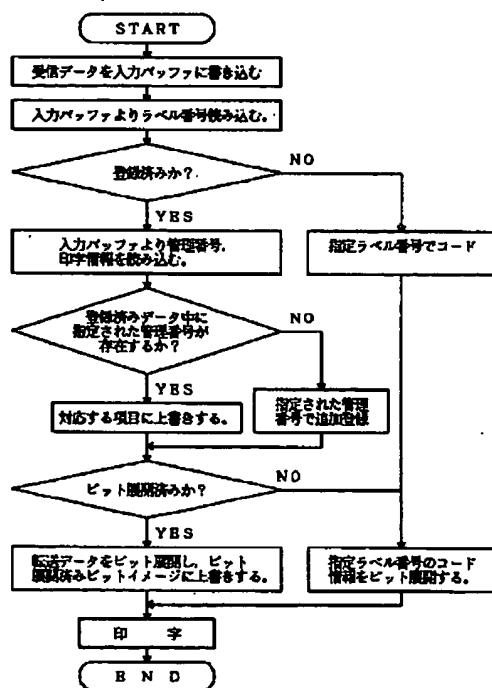 START
受信データを入力バッファに書き込む
入力バッファよりラベル番号読み込む。
登録済みか?
NO
YES
入力バッファより管理番号,
印字情報を読み込む。
指定ラベル番号でコード
登録済みデータ中に
指定された管理番号が
存在するか?
NO
YES
対応する項目に上書きする。
指定された管理
番号で追加登録
ビット展開済みか?
NO
YES
転送データをビット展開し,ビット
展開済みビットイメージに上書きする。
指定ラベル番号のコード
情報をビット展開する。
印 字
E N D